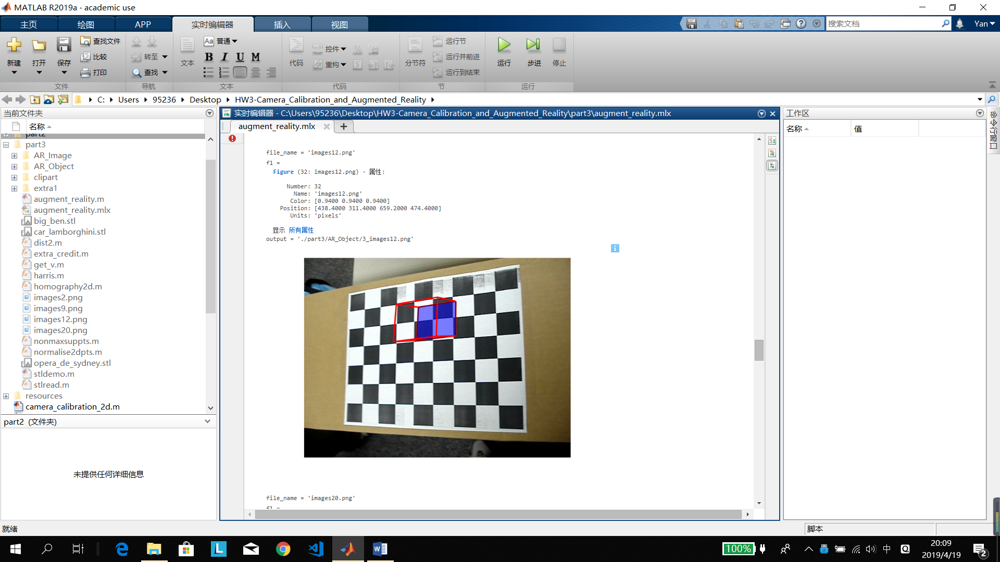 MATLAB R2019a - academic use
主页
绘图
APP
实时编辑器
插入
视图
搜索文档
Yan
新建
打开
保存
查找文件
比较
打印
文件
转至
查找
导航
文本
Aa 普通
B I U M
文本
代码
控件
重构
代码
分节符
运行节
运行并前进
运行到结束
节
运行
步进
停止
运行
C: Users 95236 Desktop HW3-Camera_Calibration_and_Augmented_Reality
当前文件夹
名称
part2
part3
AR_Image
AR_Object
clipart
extra1
augment_reality.m
augment_reality.mlx
big_ben.stl
car_lamborghini.stl
dist2.m
extra_credit.m
get_v.m
harris.m
homography2d.m
images2.png
images9.png
images12.png
images20.png
nonmaxsuppts.m
normalise2dpts.m
opera_de_sydney.stl
stldemo.m
stlread.m
resources
camera_calibration_2d.m
part2 (文件夹)
未提供任何详细信息
实时编辑器 - C:\Users\95236\Desktop\HW3-Camera_Calibration_and_Augmented_Reality\part3\augment_reality.mlx
augment_reality.mlx
file_name = 'images12.png'
f1 =
Figure (32: images12.png) - 属性:
Number: 32
Name: 'images12.png'
Color: [0.9400 0.9400 0.9400]
Position: [438.4000 311.4000 659.2000 474.4000]
Units: 'pixels'
显示 所有属性
output = './part3/AR_Object/3_images12.png'
file_name = 'images20.png'
f1 =
工作区
名称
值
命令行窗口
就绪
脚本
100%
中
20:09
2019/4/19
2